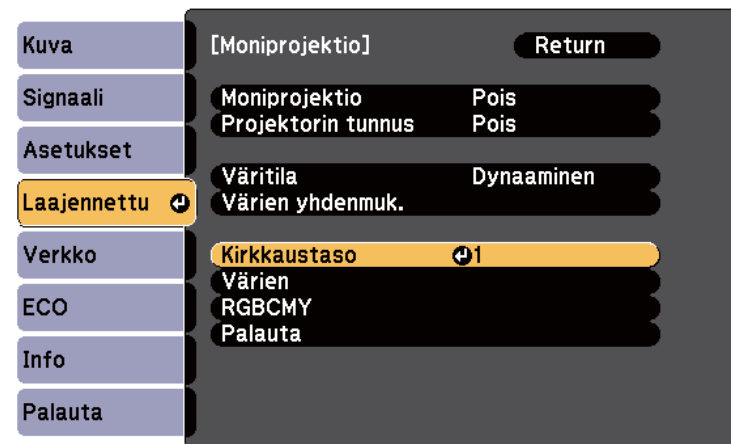 Kuva
Signaali
Asetukset
Laajennettu
Verkko
ECO
Info
Palauta
[Moniprojektio] Return
Moniprojektio Pois
Projektorin tunnus Pois
Väritila Dynaaminen
Värien yhdenmuk.
Kirkkaustaso 1
Värien
RGBCMY
Palauta